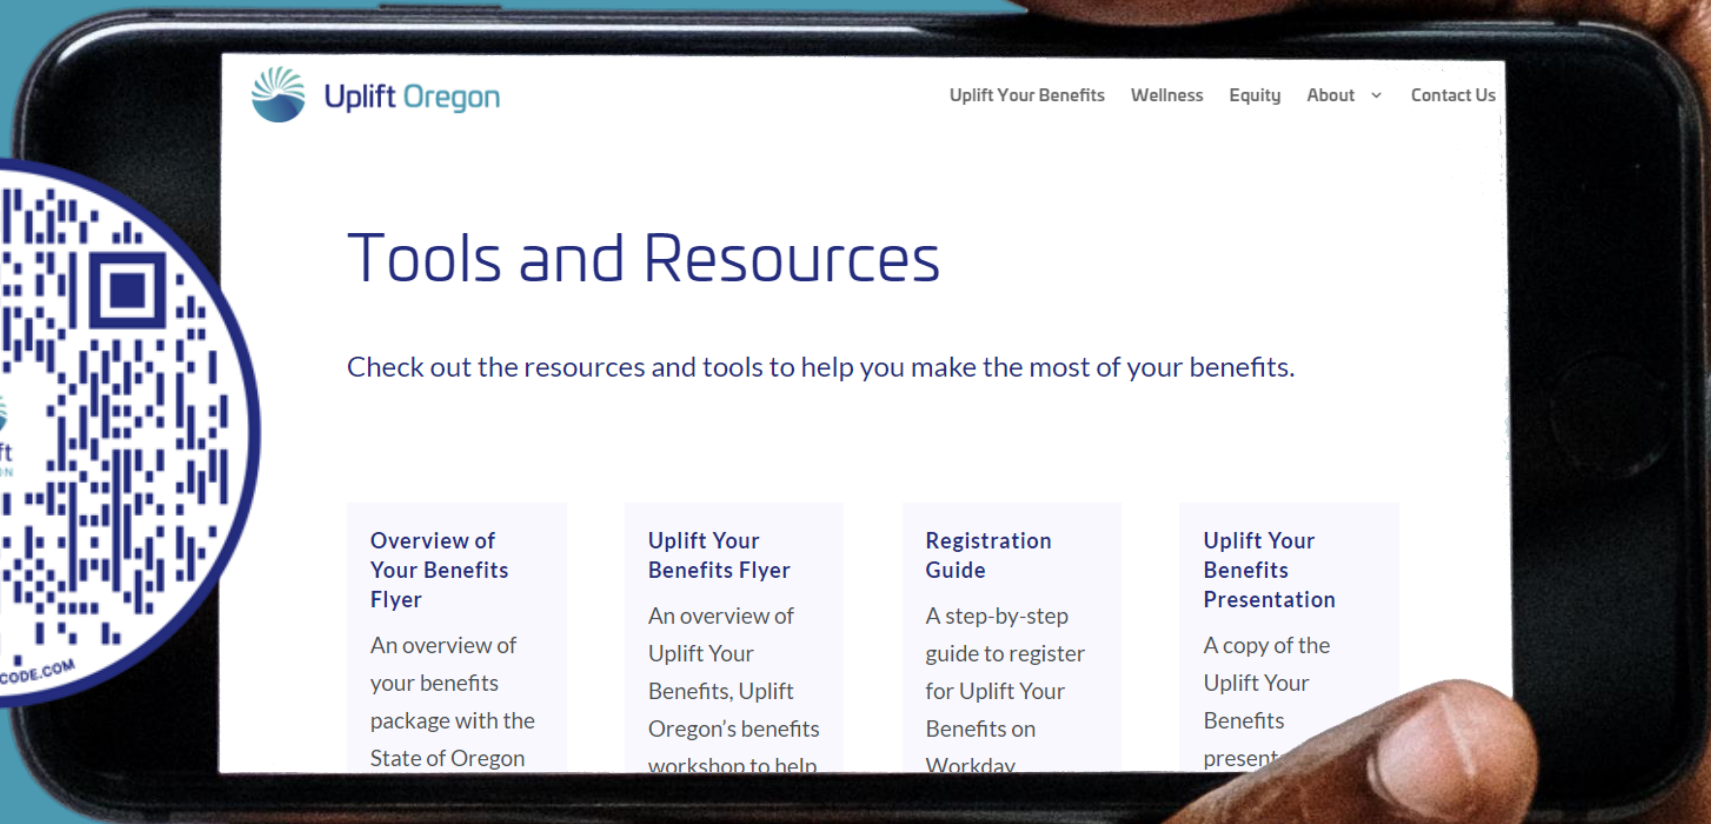 Uplift Oregon
Uplift Your Benefits Wellness Equity About Contact Us
Tools and Resources
Check out the resources and tools to help you make the most of your benefits.
Overview of
Your Benefits
Flyer
An overview of
your benefits
package with the
State of Oregon
Uplift Your
Benefits Flyer
An overview of
Uplift Your
Benefits, Uplift
Oregon's benefits
workshop to help
Registration
Guide
A step-by-step
guide to register
for Uplift Your
Benefits on
Workday
Uplift Your
Benefits
Presentation
A copy of the
Uplift Your
Benefits
CODE.COM